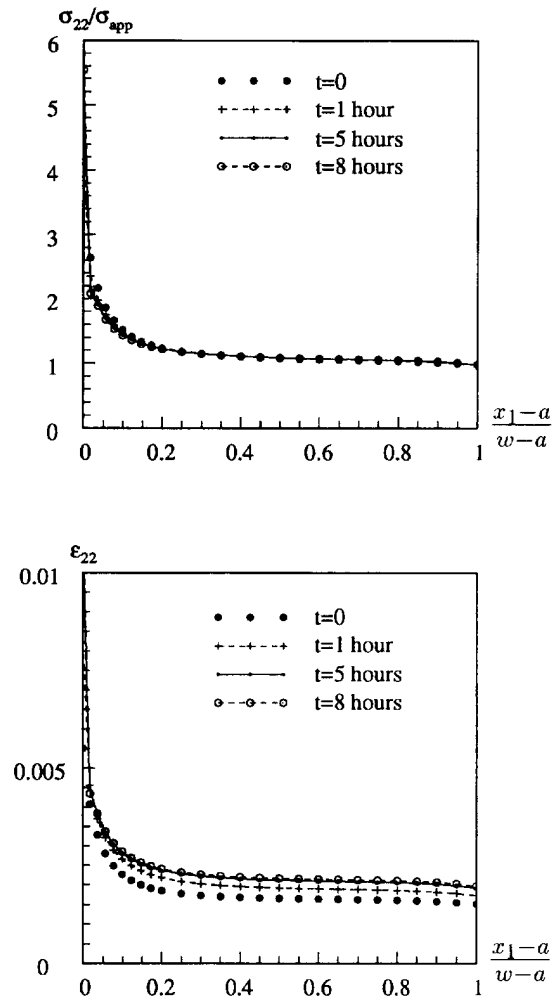 σ22/σapp
6
5
4
3
2
1
0
t=0
t=1 hour
t=5 hours
t=8 hours
0 0.2 0.4 0.6 0.8 1
x1−a
w−a
ε22
0.01
0.005
0
t=0
t=1 hour
t=5 hours
t=8 hours
0 0.2 0.4 0.6 0.8 1
x1−a
w−a